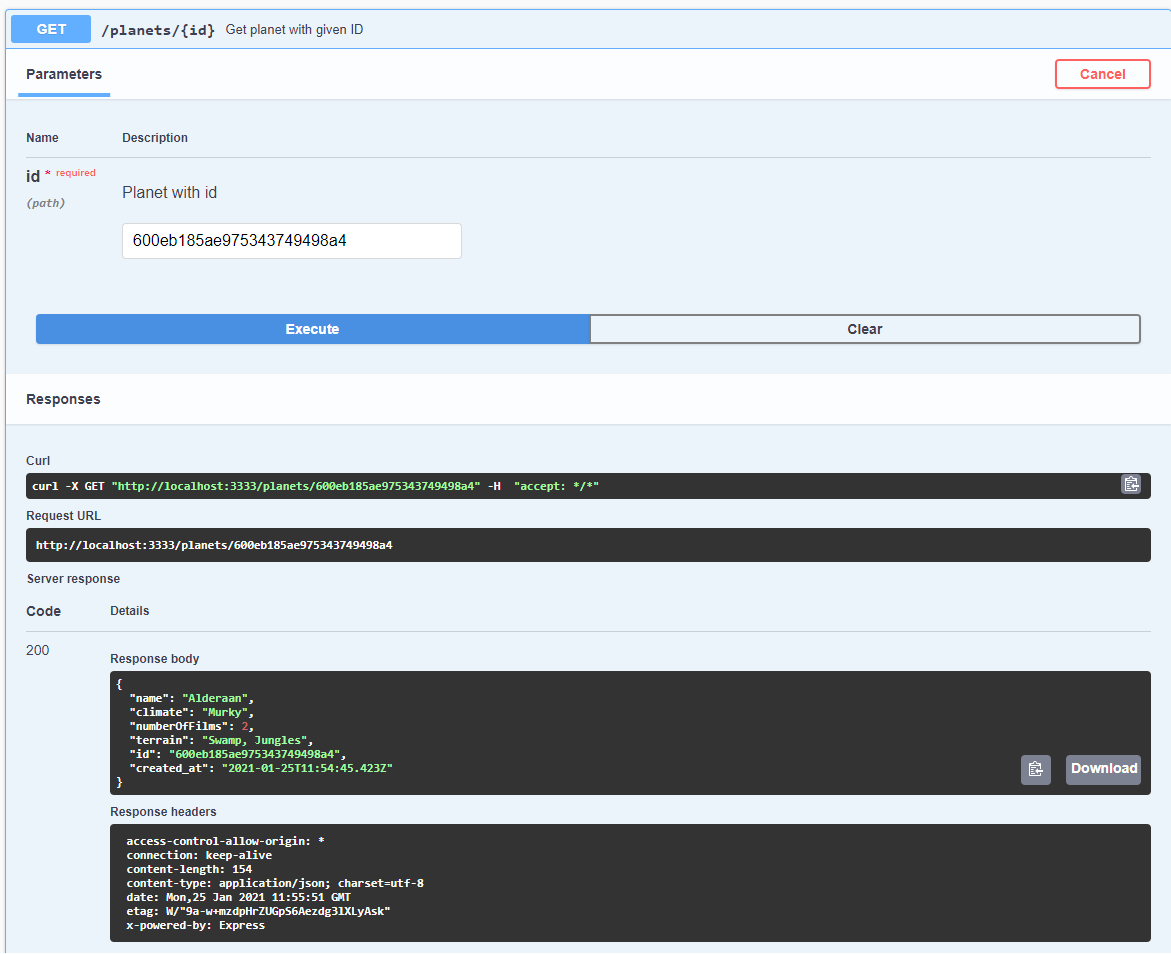 GET /planets/{id} Get planet with given ID
Parameters Cancel
Name Description
id * required
Planet with id
(path)
600eb185ae975343749498a4
Execute Clear
Responses
Curl
curl -X GET "http://localhost:3333/planets/600eb185ae975343749498a4" -H  "accept: */*"
Request URL
http://localhost:3333/planets/600eb185ae975343749498a4
Server response
Code Details
200
Response body
{
  "name": "Alderaan",
  "climate": "Murky",
  "numberOfFilms": 2,
  "terrain": "Swamp, Jungles",
  "id": "600eb185ae975343749498a4",
  "created_at": "2021-01-25T11:54:45.423Z"
}
Download
Response headers
access-control-allow-origin: *
connection: keep-alive
content-length: 154
content-type: application/json; charset=utf-8
date: Mon,25 Jan 2021 11:55:51 GMT
etag: W/"9a-w+mzdpHrZUGpS6Aezdg3lXLyAsk"
x-powered-by: Express